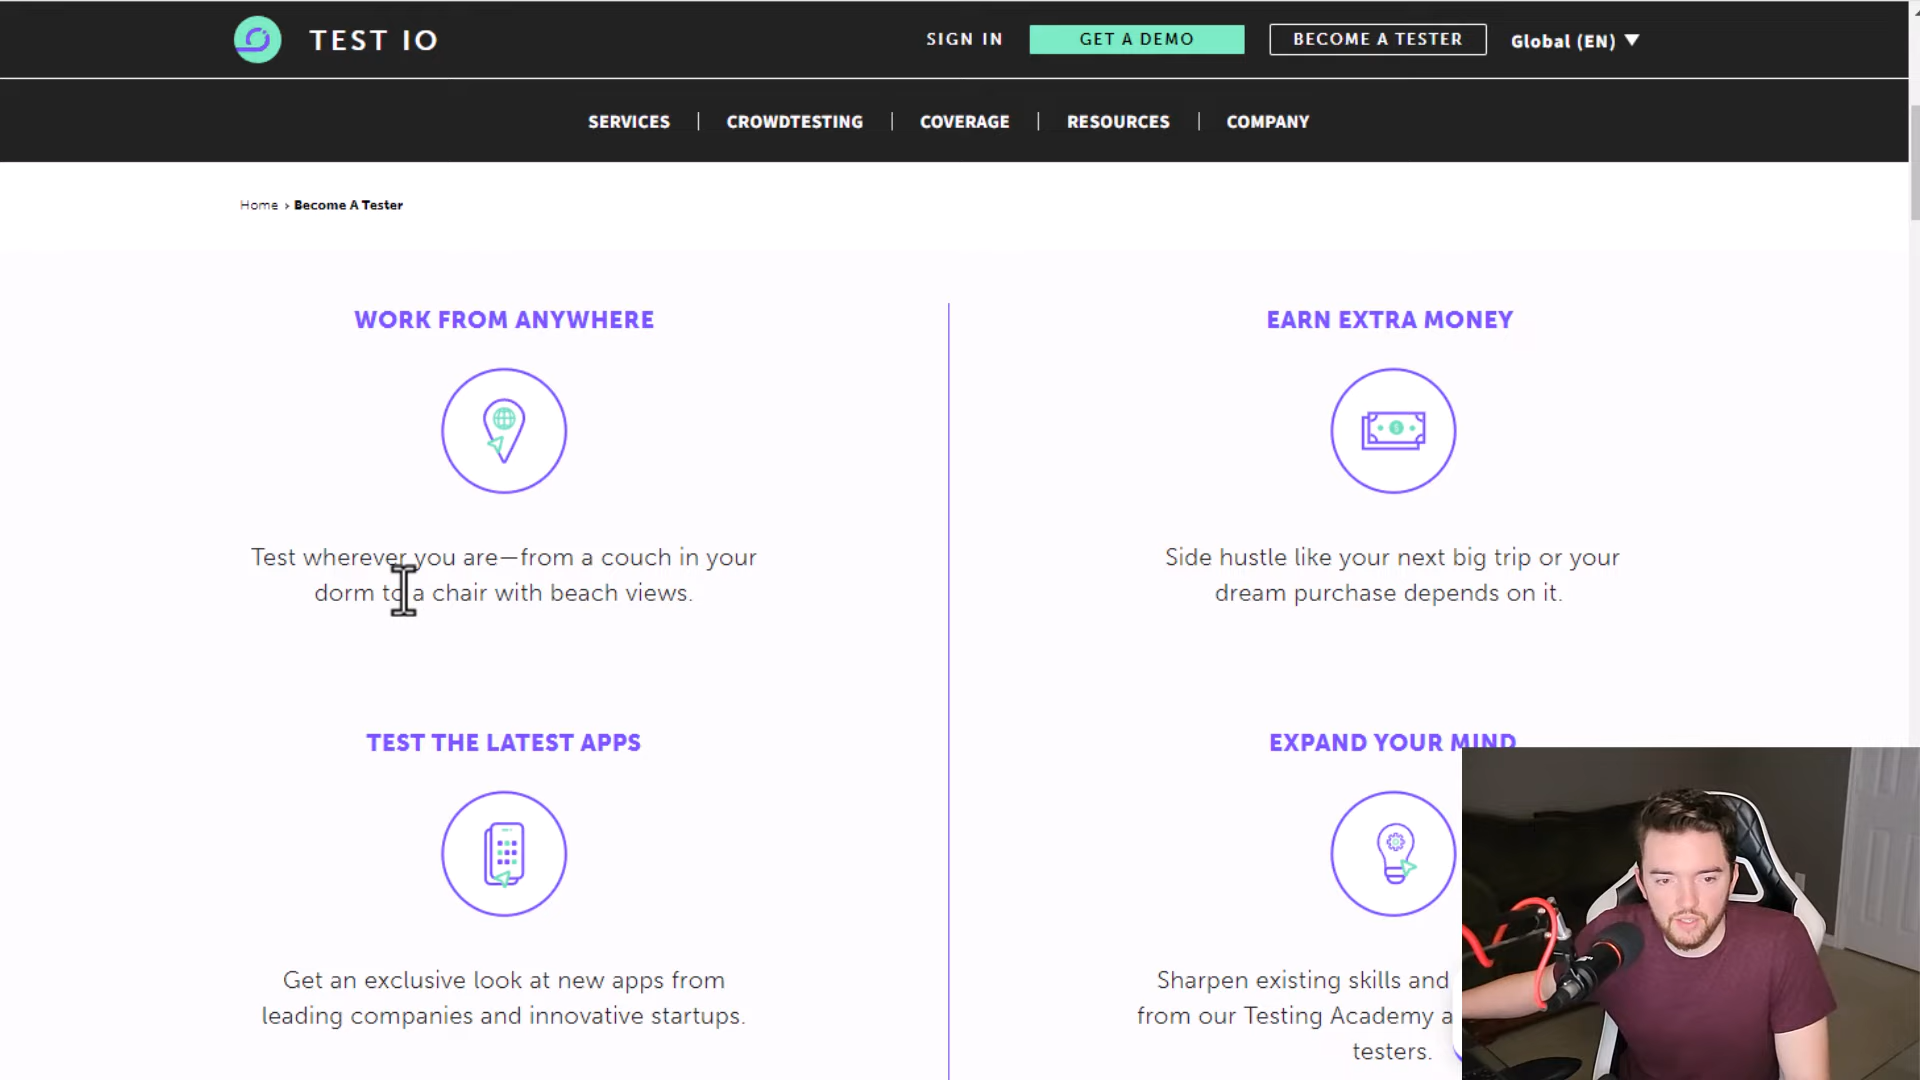 TEST IO
SIGN IN
GET A DEMO
BECOME A TESTER
Global (EN) ▼
SERVICES | CROWDTESTING | COVERAGE | RESOURCES | COMPANY
Home › Become A Tester
WORK FROM ANYWHERE
Test wherever you are—from a couch in your
dorm to a chair with beach views.
EARN EXTRA MONEY
Side hustle like your next big trip or your
dream purchase depends on it.
TEST THE LATEST APPS
Get an exclusive look at new apps from
leading companies and innovative startups.
EXPAND YOUR MIND
Sharpen existing skills and
from our Testing Academy a
testers.